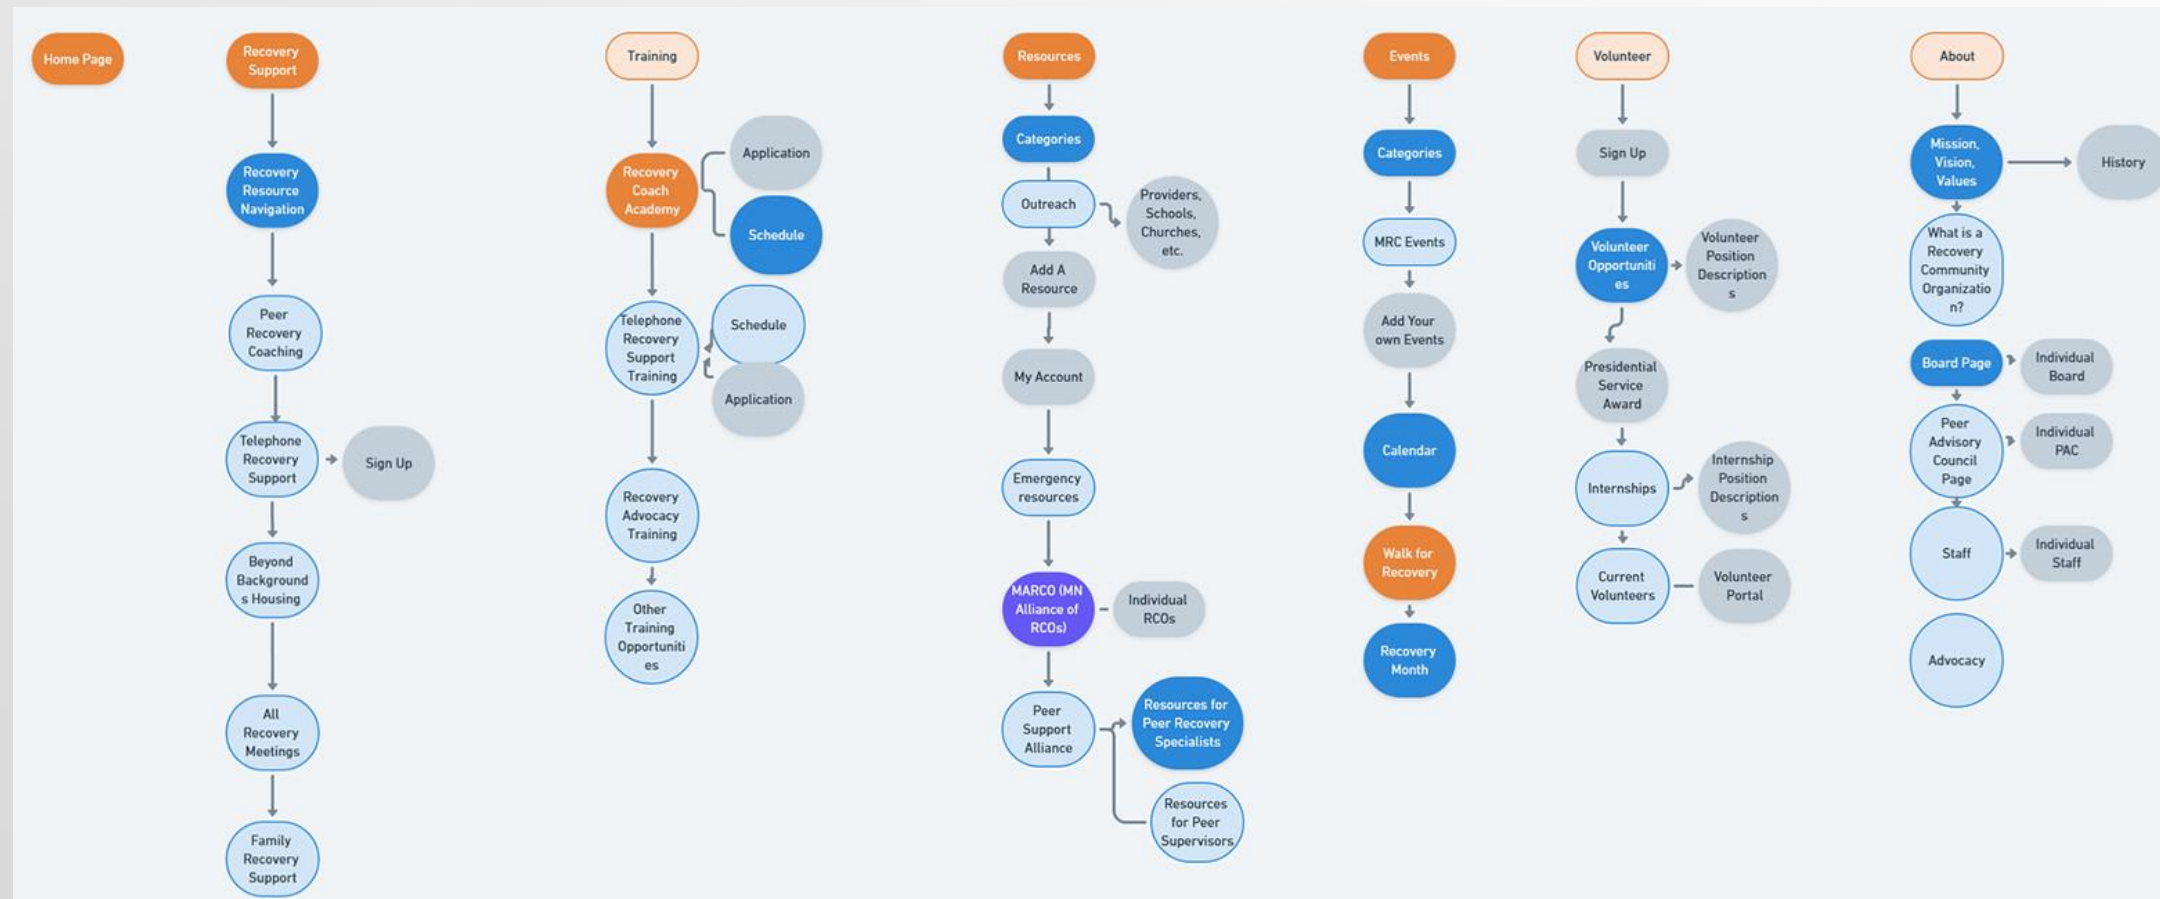 Home Page
Recovery
Support
Recovery
Resource
Navigation
Peer
Recovery
Coaching
Telephone
Recovery
Support
Sign Up
Beyond
Background
s Housing
All
Recovery
Meetings
Family
Recovery
Support
Training
Recovery
Coach
Academy
Application
Schedule
Telephone
Recovery
Support
Training
Schedule
Application
Recovery
Advocacy
Training
Other
Training
Opportuniti
es
Resources
Categories
Outreach
Providers,
Schools,
Churches,
etc.
Add A
Resource
My Account
Emergency
resources
MARCO (MN
Alliance of
RCOs)
Individual
RCOs
Peer
Support
Alliance
Resources for
Peer Recovery
Specialists
Resources
for Peer
Supervisors
Events
Categories
MRC Events
Add Your
own Events
Calendar
Walk for
Recovery
Recovery
Month
Volunteer
Sign Up
Volunteer
Opportuniti
es
Volunteer
Position
Description
s
Presidential
Service
Award
Internships
Internship
Position
Description
s
Current
Volunteers
Volunteer
Portal
About
Mission,
Vision,
Values
History
What is a
Recovery
Community
Organizatio
n?
Board Page
Individual
Board
Peer
Advisory
Council
Page
Individual
PAC
Staff
Individual
Staff
Advocacy